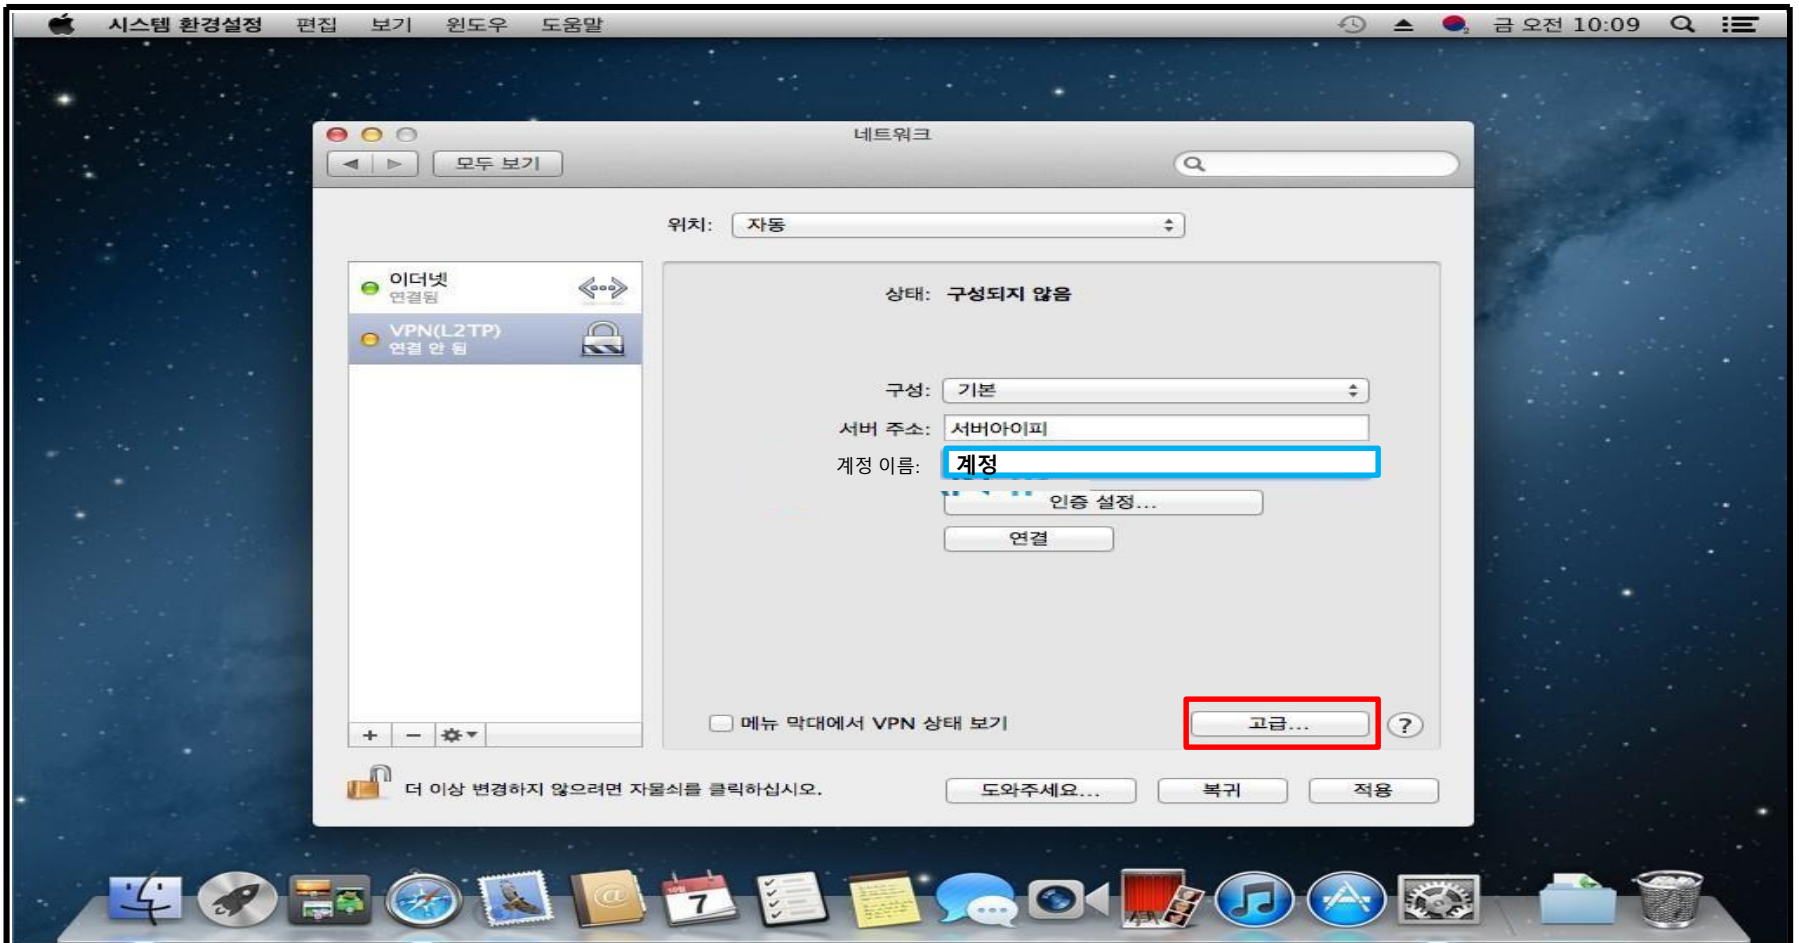 시스템 환경설정 편집 보기 윈도우 도움말 금 오전 10:09
네트워크
모두 보기
위치: 자동
이더넷
연결됨
VPN(L2TP)
연결 안 됨
상태: 구성되지 않음
구성: 기본
서버 주소: 서버아이피
계정 이름: 계정
인증 설정...
연결
메뉴 막대에서 VPN 상태 보기
고급... ?
더 이상 변경하지 않으려면 자물쇠를 클릭하십시오.
도와주세요... 복귀 적용
10월
7